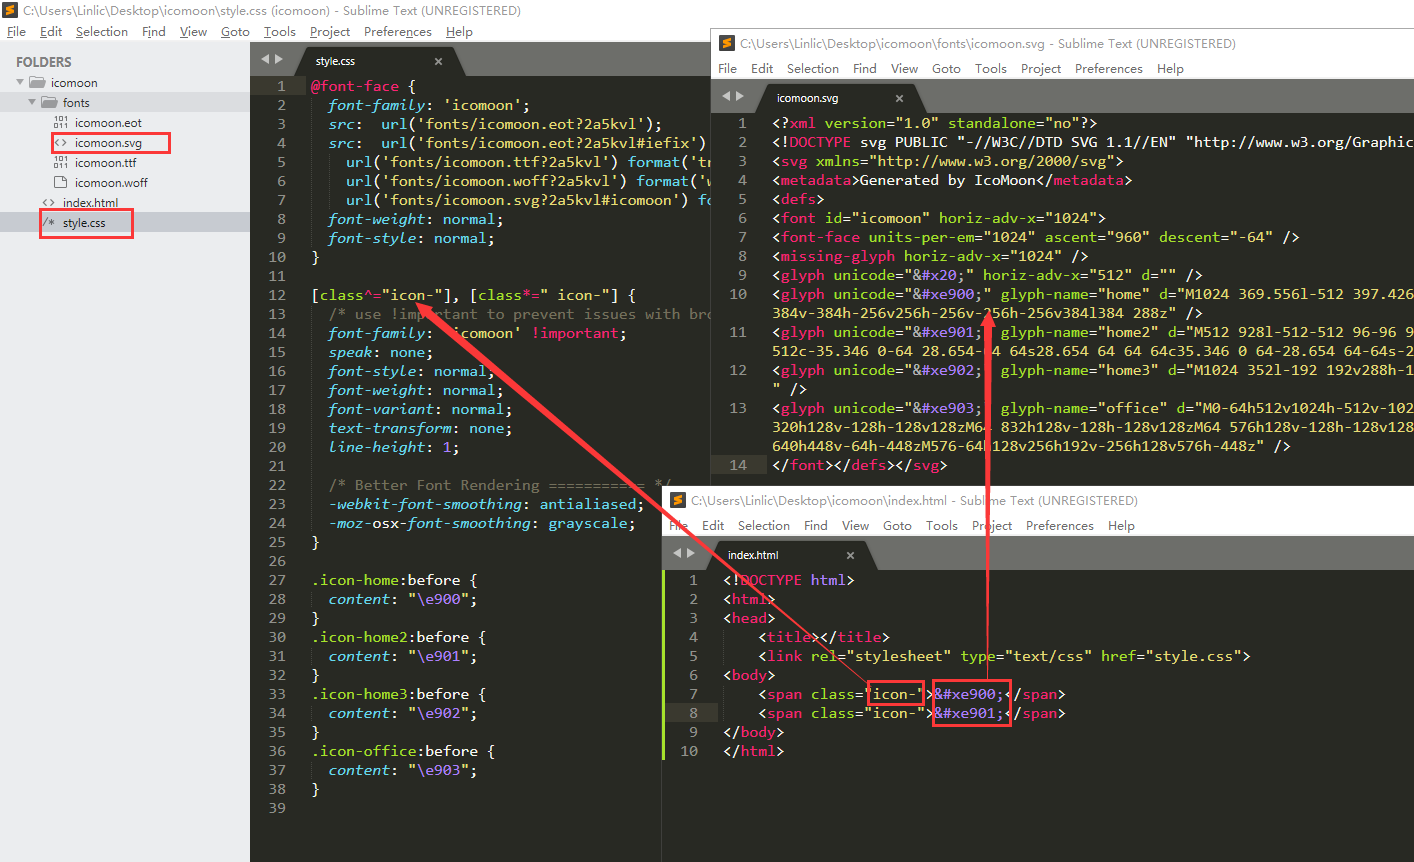 C:\Users\Linlic\Desktop\icomoon\style.css (icomoon) - Sublime Text (UNREGISTERED)
File Edit Selection Find View Goto Tools Project Preferences Help
FOLDERS
icomoon
fonts
icomoon.eot
icomoon.svg
icomoon.ttf
icomoon.woff
index.html
/* style.css
style.css ×
1 @font-face {
2 font-family: 'icomoon';
3 src:  url('fonts/icomoon.eot?2a5kvl');
4 src:  url('fonts/icomoon.eot?2a5kvl#iefix')
5 url('fonts/icomoon.ttf?2a5kvl') format('tr
6 url('fonts/icomoon.woff?2a5kvl') format('w
7 url('fonts/icomoon.svg?2a5kvl#icomoon') fo
8 font-weight: normal;
9 font-style: normal;
10 }
11
12 [class^="icon-"], [class*=" icon-"] {
13 /* use !important to prevent issues with bro
14 font-family: 'icomoon' !important;
15 speak: none;
16 font-style: normal;
17 font-weight: normal;
18 font-variant: normal;
19 text-transform: none;
20 line-height: 1;
21
22 /* Better Font Rendering =========== */
23 -webkit-font-smoothing: antialiased;
24 -moz-osx-font-smoothing: grayscale;
25 }
26
27 .icon-home:before {
28 content: "\e900";
29 }
30 .icon-home2:before {
31 content: "\e901";
32 }
33 .icon-home3:before {
34 content: "\e902";
35 }
36 .icon-office:before {
37 content: "\e903";
38 }
39
C:\Users\Linlic\Desktop\icomoon\fonts\icomoon.svg - Sublime Text (UNREGISTERED)
File Edit Selection Find View Goto Tools Project Preferences Help
icomoon.svg ×
1 <?xml version="1.0" standalone="no"?>
2 <!DOCTYPE svg PUBLIC "-//W3C//DTD SVG 1.1//EN" "http://www.w3.org/Graphic
3 <svg xmlns="http://www.w3.org/2000/svg">
4 <metadata>Generated by IcoMoon</metadata>
5 <defs>
6 <font id="icomoon" horiz-adv-x="1024">
7 <font-face units-per-em="1024" ascent="960" descent="-64" />
8 <missing-glyph horiz-adv-x="1024" />
9 <glyph unicode="&#x20;" horiz-adv-x="512" d="" />
10 <glyph unicode="&#xe900;" glyph-name="home" d="M1024 369.556l-512 397.426
384v-384h-256v256h-256v-256h-256v384l384 288z" />
11 <glyph unicode="&#xe901;" glyph-name="home2" d="M512 928l-512-512 96-96 9
512c-35.346 0-64 28.654-64 64s28.654 64 64 64c35.346 0 64-28.654 64-64s-2
12 <glyph unicode="&#xe902;" glyph-name="home3" d="M1024 352l-192 192v288h-1
" />
13 <glyph unicode="&#xe903;" glyph-name="office" d="M0-64h512v1024h-512v-102
320h128v-128h-128v128zM64 832h128v-128h-128v128zM64 576h128v-128h-128v128
640h448v-64h-448zM576-64h128v256h192v-256h128v576h-448z" />
14 </font></defs></svg>
C:\Users\Linlic\Desktop\icomoon\index.html - Sublime Text (UNREGISTERED)
File Edit Selection Find View Goto Tools Project Preferences Help
index.html ×
1 <!DOCTYPE html>
2 <html>
3 <head>
4 <title></title>
5 <link rel="stylesheet" type="text/css" href="style.css">
6 <body>
7 <span class="icon-">&#xe900;</span>
8 <span class="icon-">&#xe901;</span>
9 </body>
10 </html>